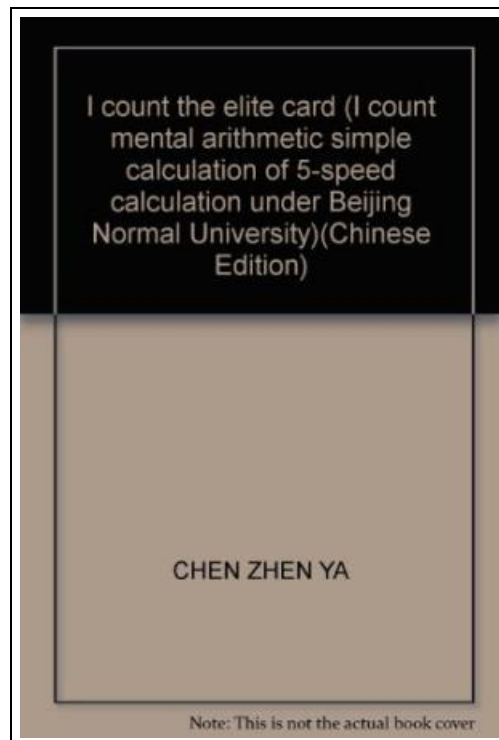 I count the elite card (I count
mental arithmetic simple
calculation of 5-speed
calculation under Beijing
Normal University)(Chinese
Edition)
CHEN ZHEN YA
Note: This is not the actual book cover